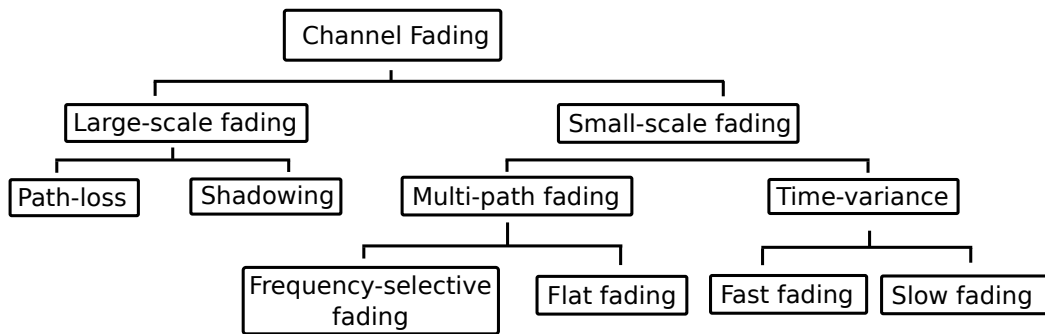 Channel Fading
Large-scale fading
Small-scale fading
Path-loss
Shadowing
Multi-path fading
Time-variance
Frequency-selective
fading
Flat fading
Fast fading
Slow fading